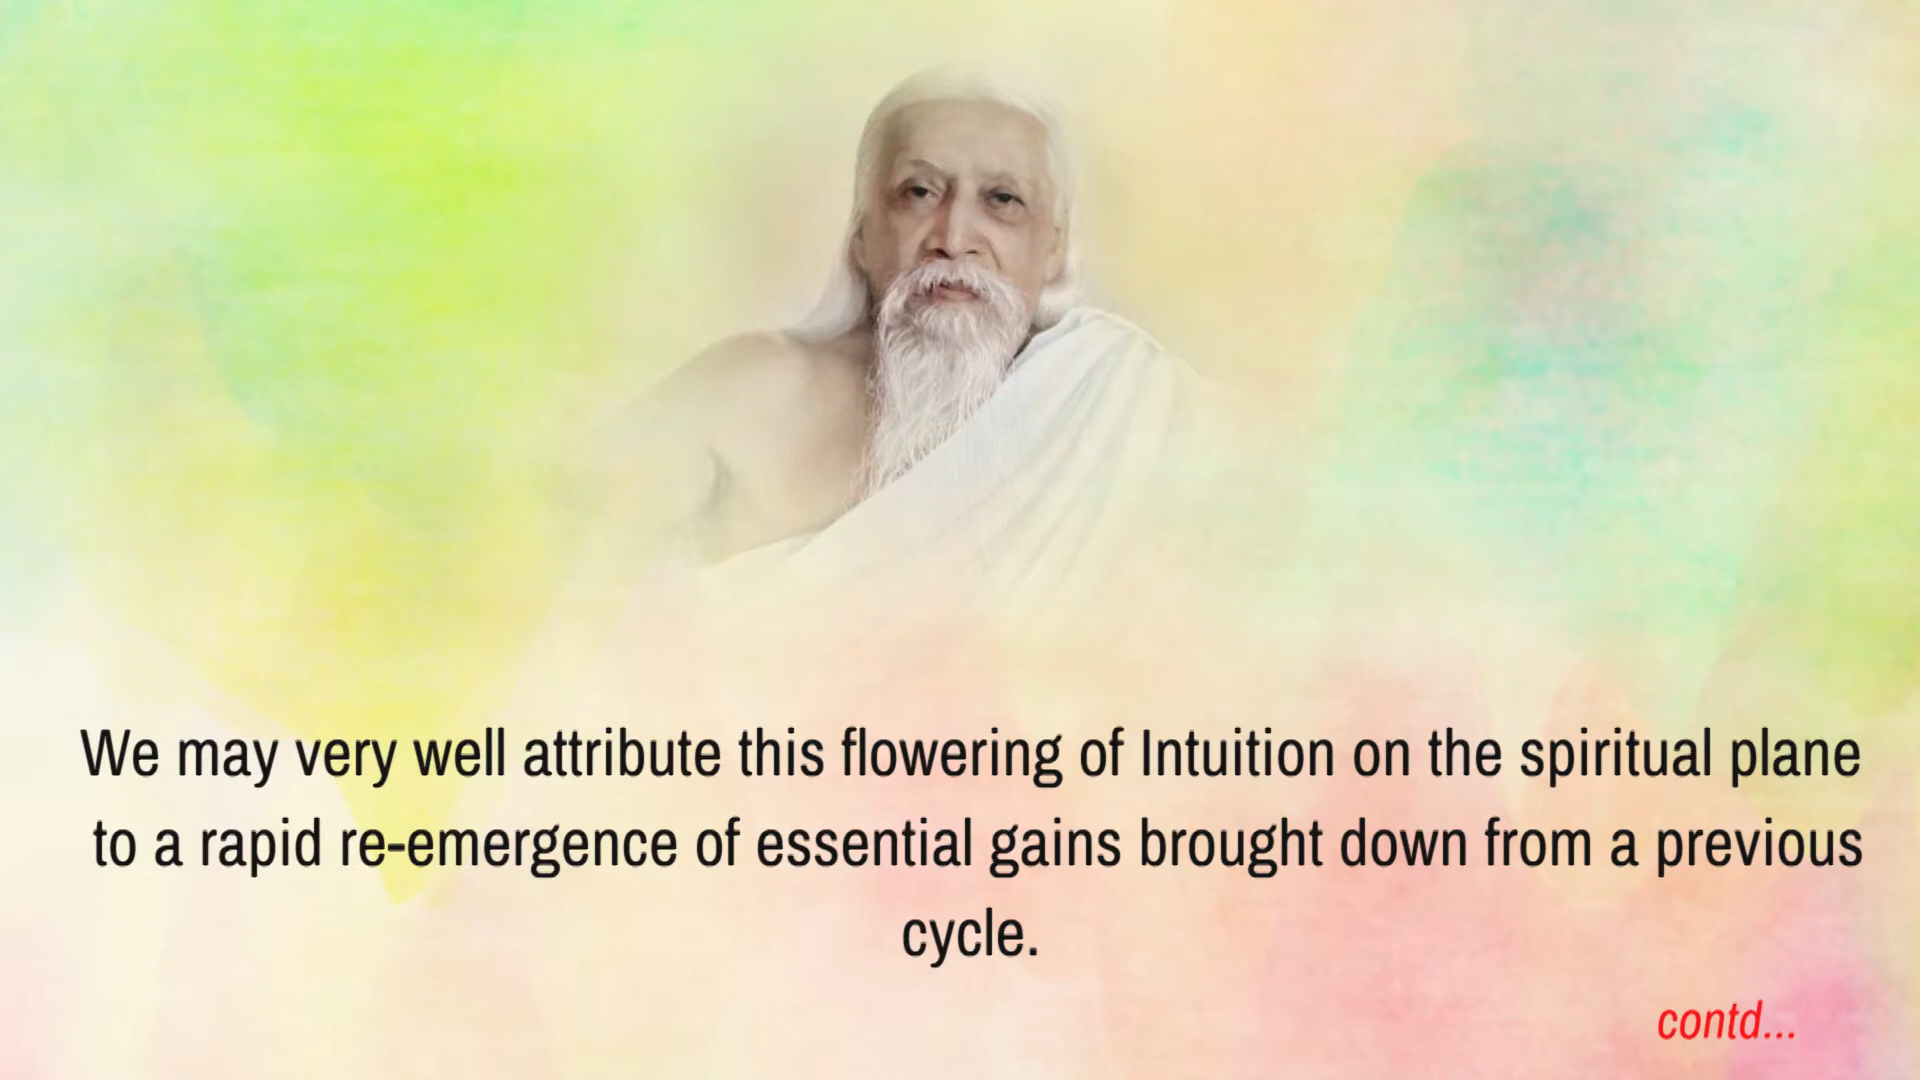 We may very well attribute this flowering of Intuition on the spiritual plane
to a rapid re-emergence of essential gains brought down from a previous
cycle.
contd...